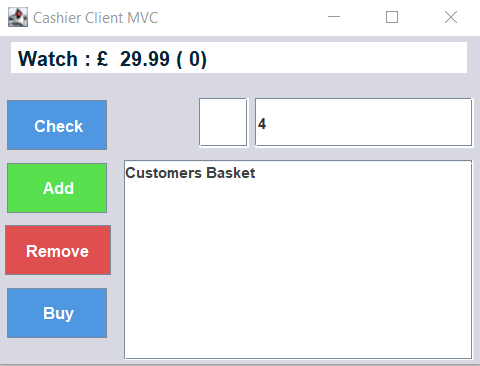 Cashier Client MVC
Watch : £ 29.99 ( 0)
Check
4
Add
Customers Basket
Remove
Buy